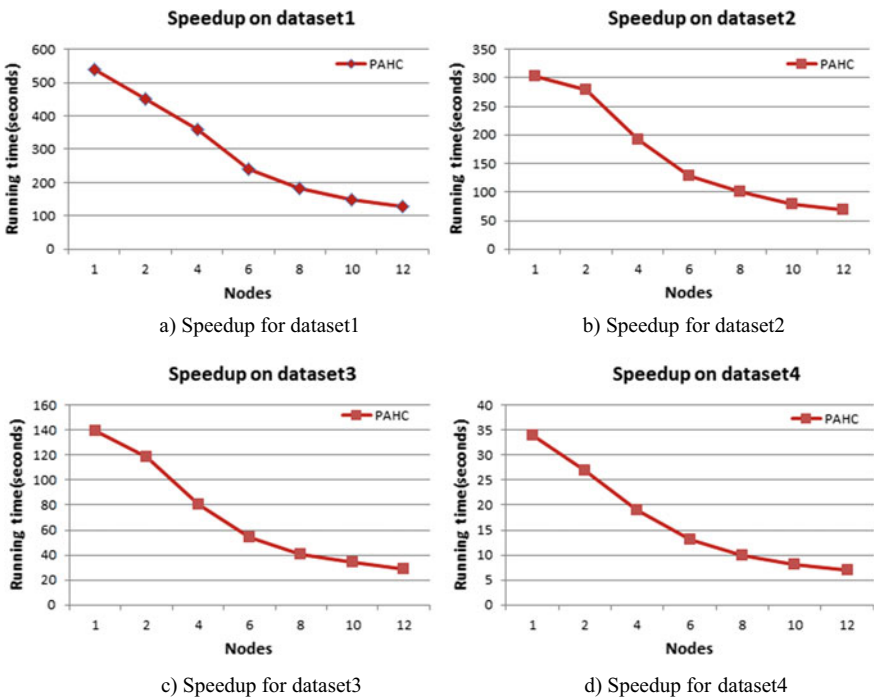 Speedup on dataset1
600
500
400
300
200
100
0
Running time(seconds)
PAHC
1 2 4 6 8 10 12
Nodes
a) Speedup for dataset1
Speedup on dataset2
350
300
250
200
150
100
50
0
Running time(seconds)
PAHC
1 2 4 6 8 10 12
Nodes
b) Speedup for dataset2
Speedup on dataset3
160
140
120
100
80
60
40
20
0
Running time(seconds)
PAHC
1 2 4 6 8 10 12
Nodes
c) Speedup for dataset3
Speedup on dataset4
40
35
30
25
20
15
10
5
0
Running time(seconds)
PAHC
1 2 4 6 8 10 12
Nodes
d) Speedup for dataset4